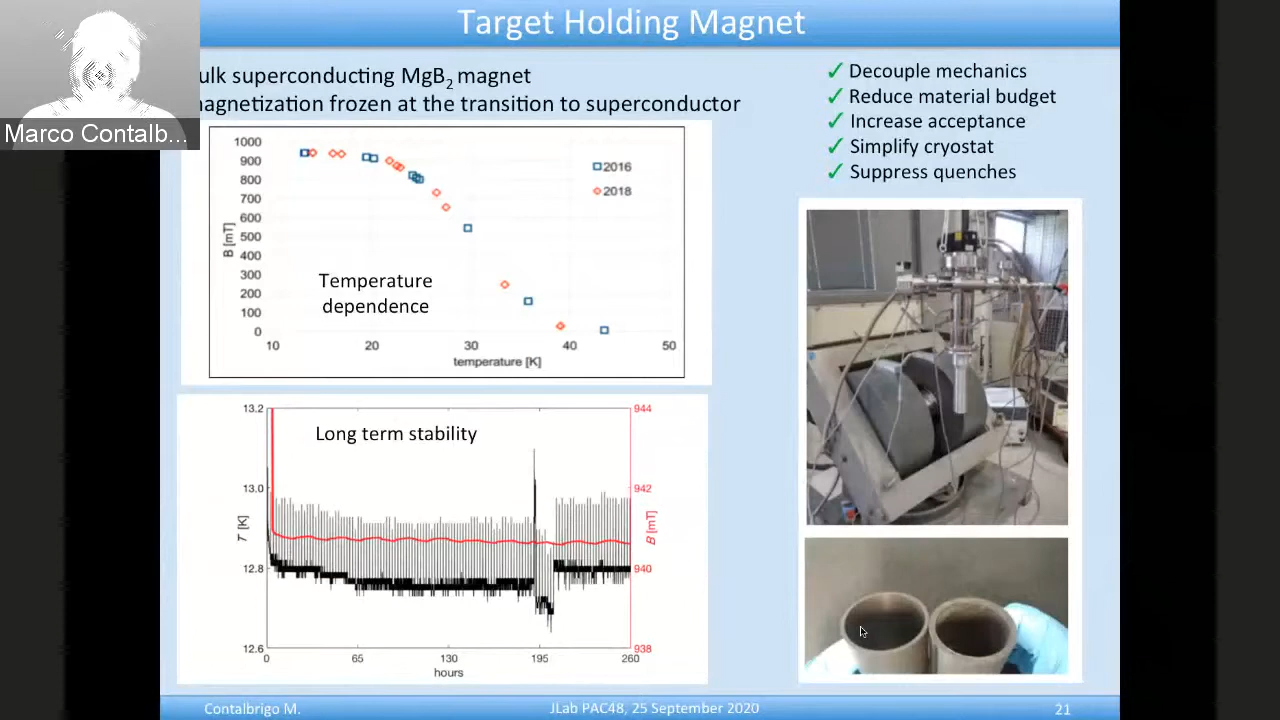 Target Holding Magnet
Marco Contalb...
ulk superconducting MgB2 magnet
agnetization frozen at the transition to superconductor
✓ Decouple mechanics
✓ Reduce material budget
✓ Increase acceptance
✓ Simplify cryostat
✓ Suppress quenches
1000
900
800
700
600
500
400
300
200
100
0
B [mT]
2016
2018
Temperature
dependence
10 20 30 40 50
temperature [K]
Long term stability
13.2
13.0
12.8
12.6
T [K]
944
942
940
938
B [mT]
0 65 130 195 260
hours
Contalbrigo M. JLab PAC48, 25 September 2020 21